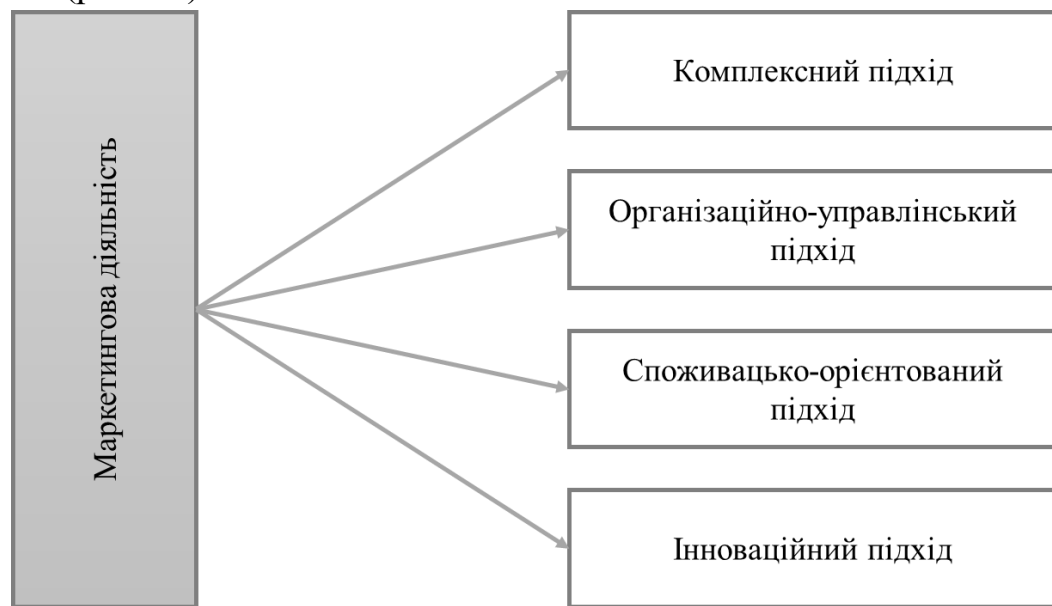 Маркетингова діяльність
Комплексний підхід
Організаційно-управлінський
підхід
Споживацько-орієнтований
підхід
Інноваційний підхід